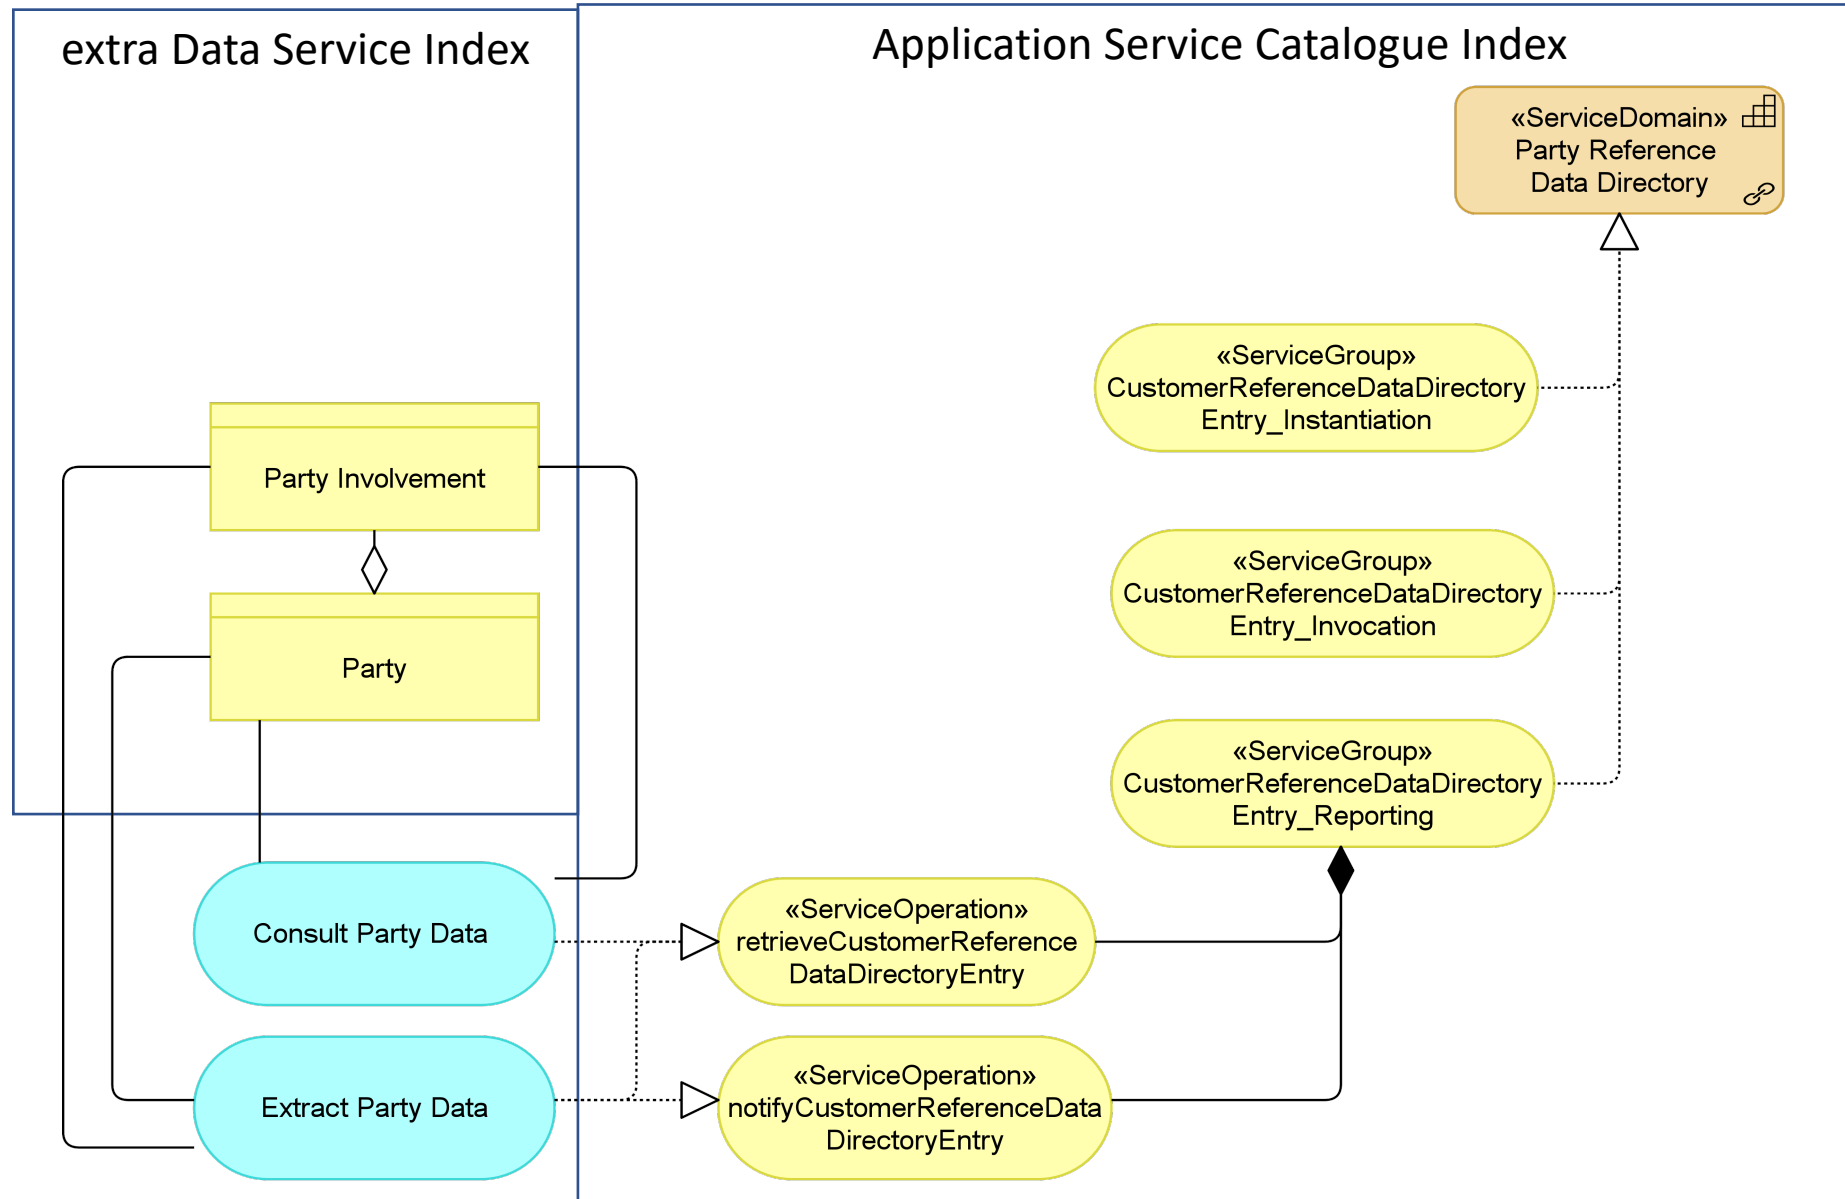 extra Data Service Index
Application Service Catalogue Index
«ServiceDomain»
Party Reference
Data Directory
«ServiceGroup»
CustomerReferenceDataDirectory
Entry_Instantiation
Party Involvement
«ServiceGroup»
CustomerReferenceDataDirectory
Entry_Invocation
Party
«ServiceGroup»
CustomerReferenceDataDirectory
Entry_Reporting
Consult Party Data
«ServiceOperation»
retrieveCustomerReference
DataDirectoryEntry
Extract Party Data
«ServiceOperation»
notifyCustomerReferenceData
DirectoryEntry